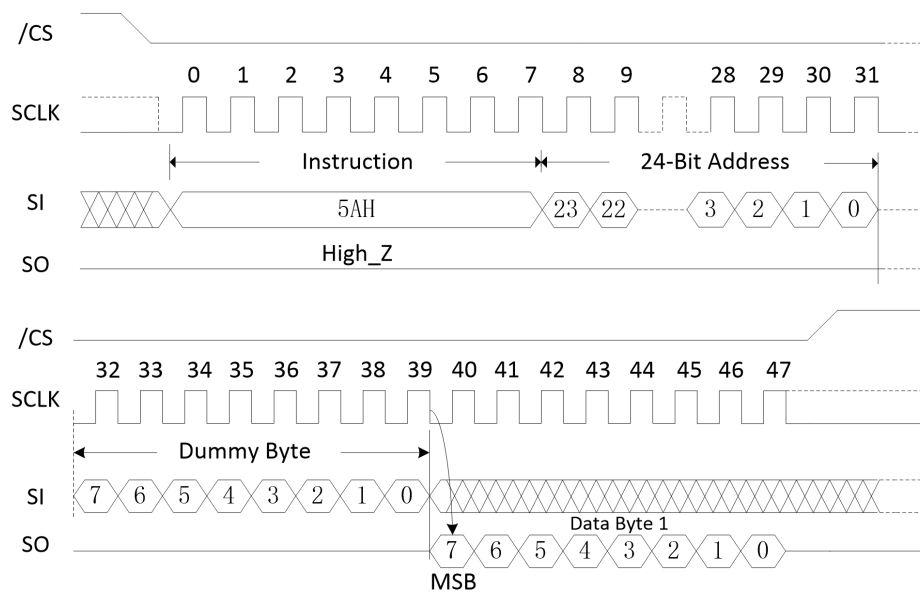 /CS
0 1 2 3 4 5 6 7 8 9 28 29 30 31
SCLK
Instruction 24-Bit Address
SI 5AH 23 22 3 2 1 0
High_Z
SO
/CS
32 33 34 35 36 37 38 39 40 41 42 43 44 45 46 47
SCLK
Dummy Byte
SI 7 6 5 4 3 2 1 0
Data Byte 1
SO 7 6 5 4 3 2 1 0
MSB